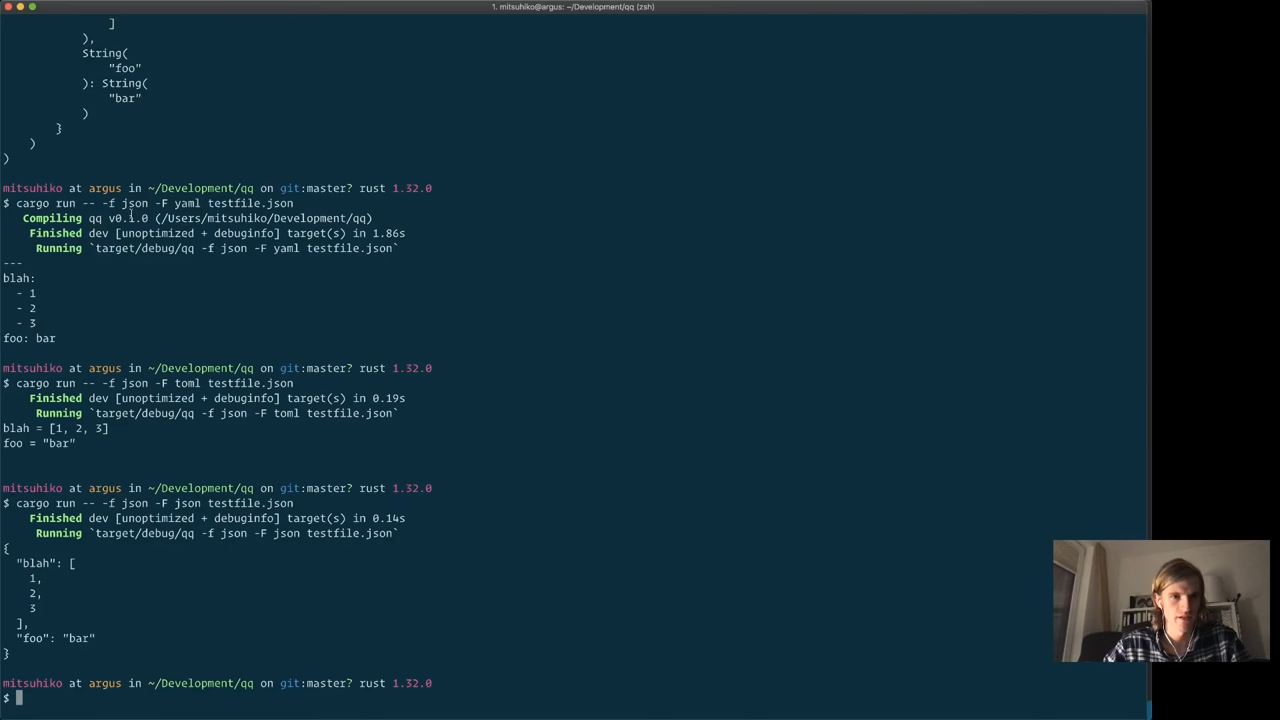 1. mitsuhiko@argus: ~/Development/qq (zsh)
]
),
String(
"foo"
): String(
"bar"
)
}
)
)
mitsuhiko at argus in ~/Development/qq on git:master? rust 1.32.0
$ cargo run -- -f json -F yaml testfile.json
Compiling qq v0.1.0 (/Users/mitsuhiko/Development/qq)
Finished dev [unoptimized + debuginfo] target(s) in 1.86s
Running `target/debug/qq -f json -F yaml testfile.json`
---
blah:
- 1
- 2
- 3
foo: bar
mitsuhiko at argus in ~/Development/qq on git:master? rust 1.32.0
$ cargo run -- -f json -F toml testfile.json
Finished dev [unoptimized + debuginfo] target(s) in 0.19s
Running `target/debug/qq -f json -F toml testfile.json`
blah = [1, 2, 3]
foo = "bar"
mitsuhiko at argus in ~/Development/qq on git:master? rust 1.32.0
$ cargo run -- -f json -F json testfile.json
Finished dev [unoptimized + debuginfo] target(s) in 0.14s
Running `target/debug/qq -f json -F json testfile.json`
{
"blah": [
1,
2,
3
],
"foo": "bar"
}
mitsuhiko at argus in ~/Development/qq on git:master? rust 1.32.0
$